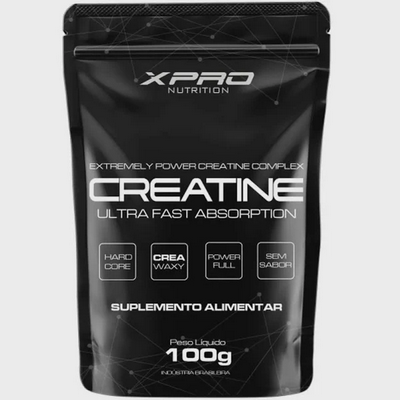 XPRO
NUTRITION
EXTREMELY POWER CREATINE COMPLEX
CREATINE
ULTRA FAST ABSORPTION
HARD CORE
CREA WAXY
POWER FULL
SEM SABOR
SUPLEMENTO ALIMENTAR
Peso Líquido
100g
INDÚSTRIA BRASILEIRA